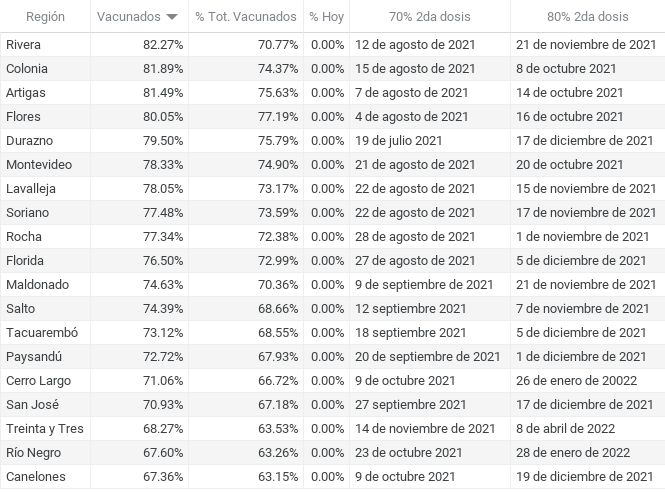 Región Vacunados % Tot. Vacunados % Hoy 70% 2da dosis 80% 2da dosis
Rivera 82.27% 70.77% 0.00% 12 de agosto de 2021 21 de noviembre de 2021
Colonia 81.89% 74.37% 0.00% 15 de agosto de 2021 8 de octubre 2021
Artigas 81.49% 75.63% 0.00% 7 de agosto de 2021 14 de octubre 2021
Flores 80.05% 77.19% 0.00% 4 de agosto de 2021 16 de octubre 2021
Durazno 79.50% 75.79% 0.00% 19 de julio 2021 17 de diciembre de 2021
Montevideo 78.33% 74.90% 0.00% 21 de agosto de 2021 20 de octubre 2021
Lavalleja 78.05% 73.17% 0.00% 22 de agosto de 2021 15 de noviembre de 2021
Soriano 77.48% 73.59% 0.00% 22 de agosto de 2021 17 de noviembre de 2021
Rocha 77.34% 72.38% 0.00% 28 de agosto de 2021 1 de noviembre de 2021
Florida 76.50% 72.99% 0.00% 27 de agosto de 2021 5 de diciembre de 2021
Maldonado 74.63% 70.36% 0.00% 9 de septiembre de 2021 21 de noviembre de 2021
Salto 74.39% 68.66% 0.00% 12 septiembre 2021 7 de noviembre de 2021
Tacuarembó 73.12% 68.55% 0.00% 18 septiembre 2021 5 de diciembre de 2021
Paysandú 72.72% 67.93% 0.00% 20 de septiembre de 2021 1 de diciembre de 2021
Cerro Largo 71.06% 66.72% 0.00% 9 de octubre 2021 26 de enero de 20022
San José 70.93% 67.18% 0.00% 27 septiembre 2021 17 de diciembre de 2021
Treinta y Tres 68.27% 63.53% 0.00% 14 de noviembre de 2021 8 de abril de 2022
Río Negro 67.60% 63.26% 0.00% 23 de octubre 2021 28 de enero de 2022
Canelones 67.36% 63.15% 0.00% 9 de octubre 2021 19 de diciembre de 2021